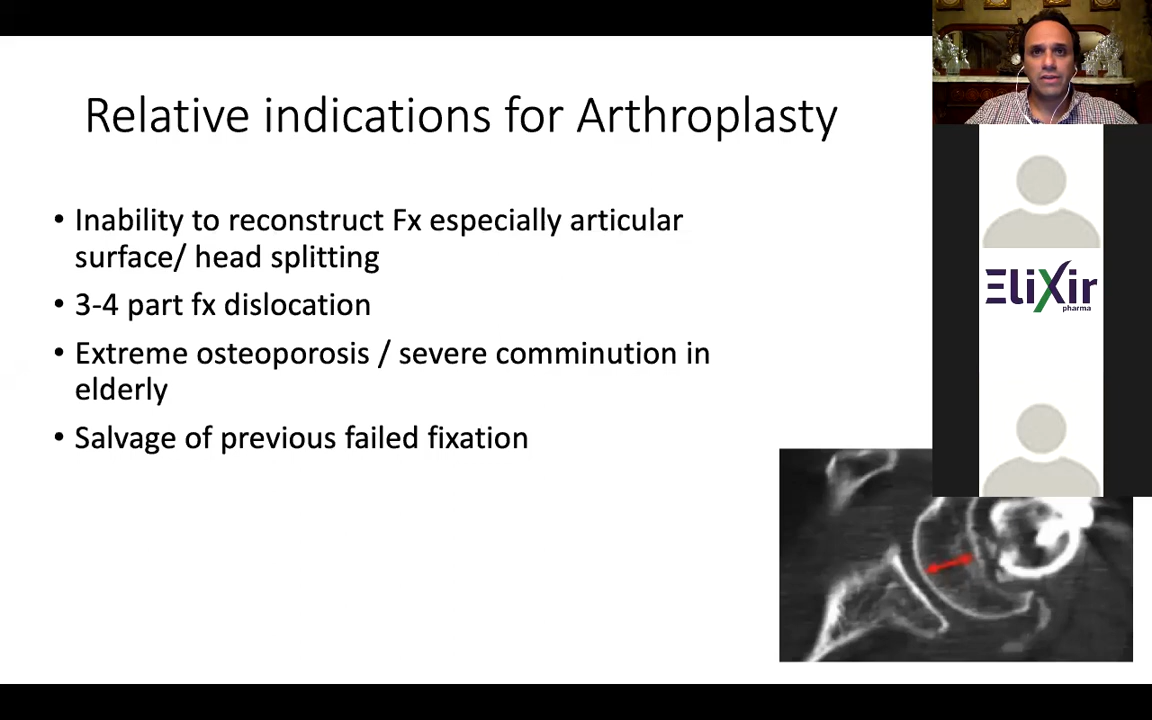 Relative indications for Arthroplasty
• Inability to reconstruct Fx especially articular
surface/ head splitting
• 3-4 part fx dislocation
• Extreme osteoporosis / severe comminution in
elderly
• Salvage of previous failed fixation
EliXir
pharma